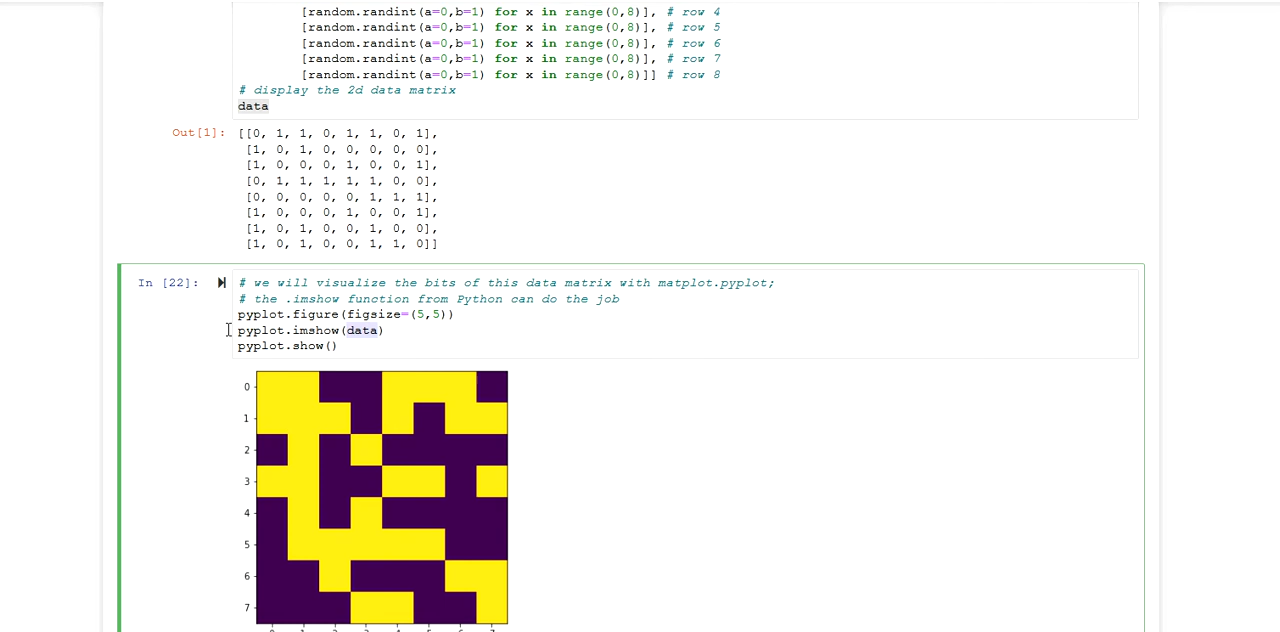 [random.randint(a=0,b=1) for x in range(0,8)], # row 4
[random.randint(a=0,b=1) for x in range(0,8)], # row 5
[random.randint(a=0,b=1) for x in range(0,8)], # row 6
[random.randint(a=0,b=1) for x in range(0,8)], # row 7
[random.randint(a=0,b=1) for x in range(0,8)]] # row 8
# display the 2d data matrix
data
Out[1]: [[0, 1, 1, 0, 1, 1, 0, 1],
[1, 0, 1, 0, 0, 0, 0, 0],
[1, 0, 0, 0, 1, 0, 0, 1],
[0, 1, 1, 1, 1, 1, 0, 0],
[0, 0, 0, 0, 0, 1, 1, 1],
[1, 0, 0, 0, 1, 0, 0, 1],
[1, 0, 1, 0, 0, 1, 0, 0],
[1, 0, 1, 0, 0, 1, 1, 0]]
In [22]: # we will visualize the bits of this data matrix with matplot.pyplot;
# the .imshow function from Python can do the job
pyplot.figure(figsize=(5,5))
pyplot.imshow(data)
pyplot.show()
0
1
2
3
4
5
6
7